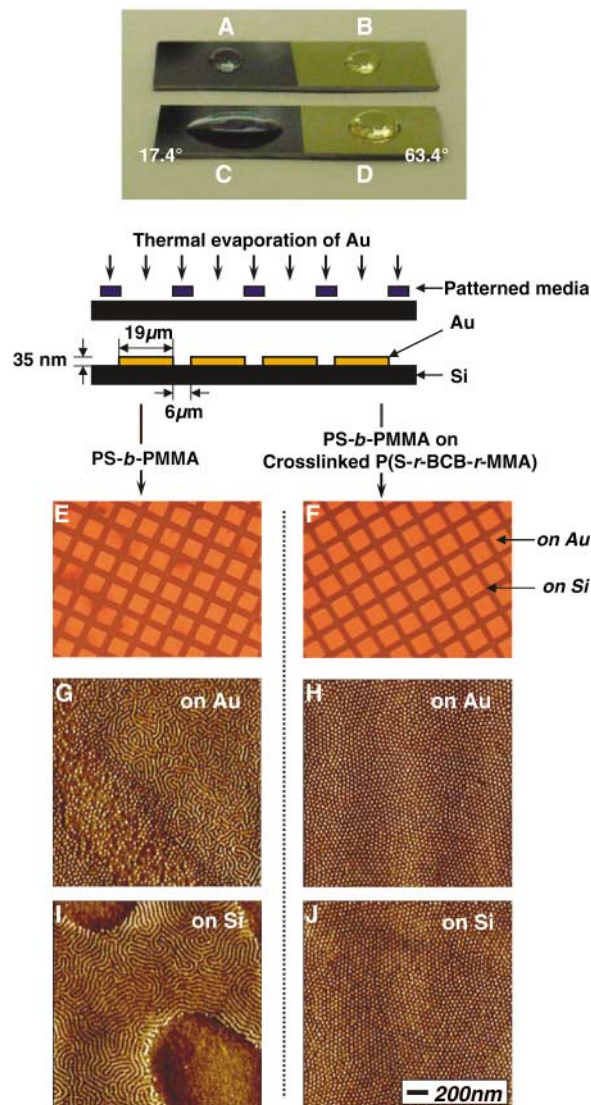 A B
17.4° 63.4°
C D
Thermal evaporation of Au
Patterned media
19μm
Au
35 nm
Si
6μm
PS-b-PMMA
PS-b-PMMA on
Crosslinked P(S-r-BCB-r-MMA)
E F
on Au
on Si
G on Au H on Au
I on Si J on Si
200nm